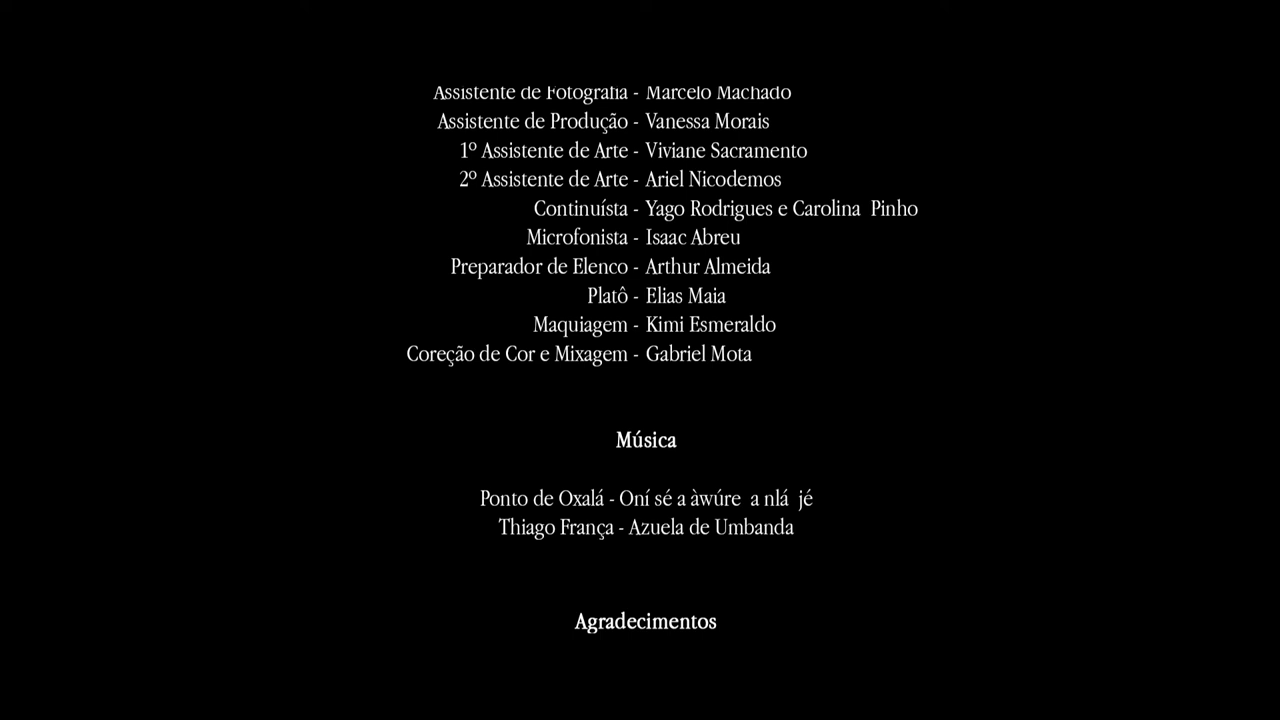 Assistente de Fotografia - Marcelo Machado
Assistente de Produção - Vanessa Morais
1º Assistente de Arte - Viviane Sacramento
2º Assistente de Arte - Ariel Nicodemos
Continuísta - Yago Rodrigues e Carolina Pinho
Microfonista - Isaac Abreu
Preparador de Elenco - Arthur Almeida
Platô - Elias Maia
Maquiagem - Kimi Esmeraldo
Coreção de Cor e Mixagem - Gabriel Mota
Música
Ponto de Oxalá - Oní sé a àwúre a nlá jé
Thiago França - Azuela de Umbanda
Agradecimentos